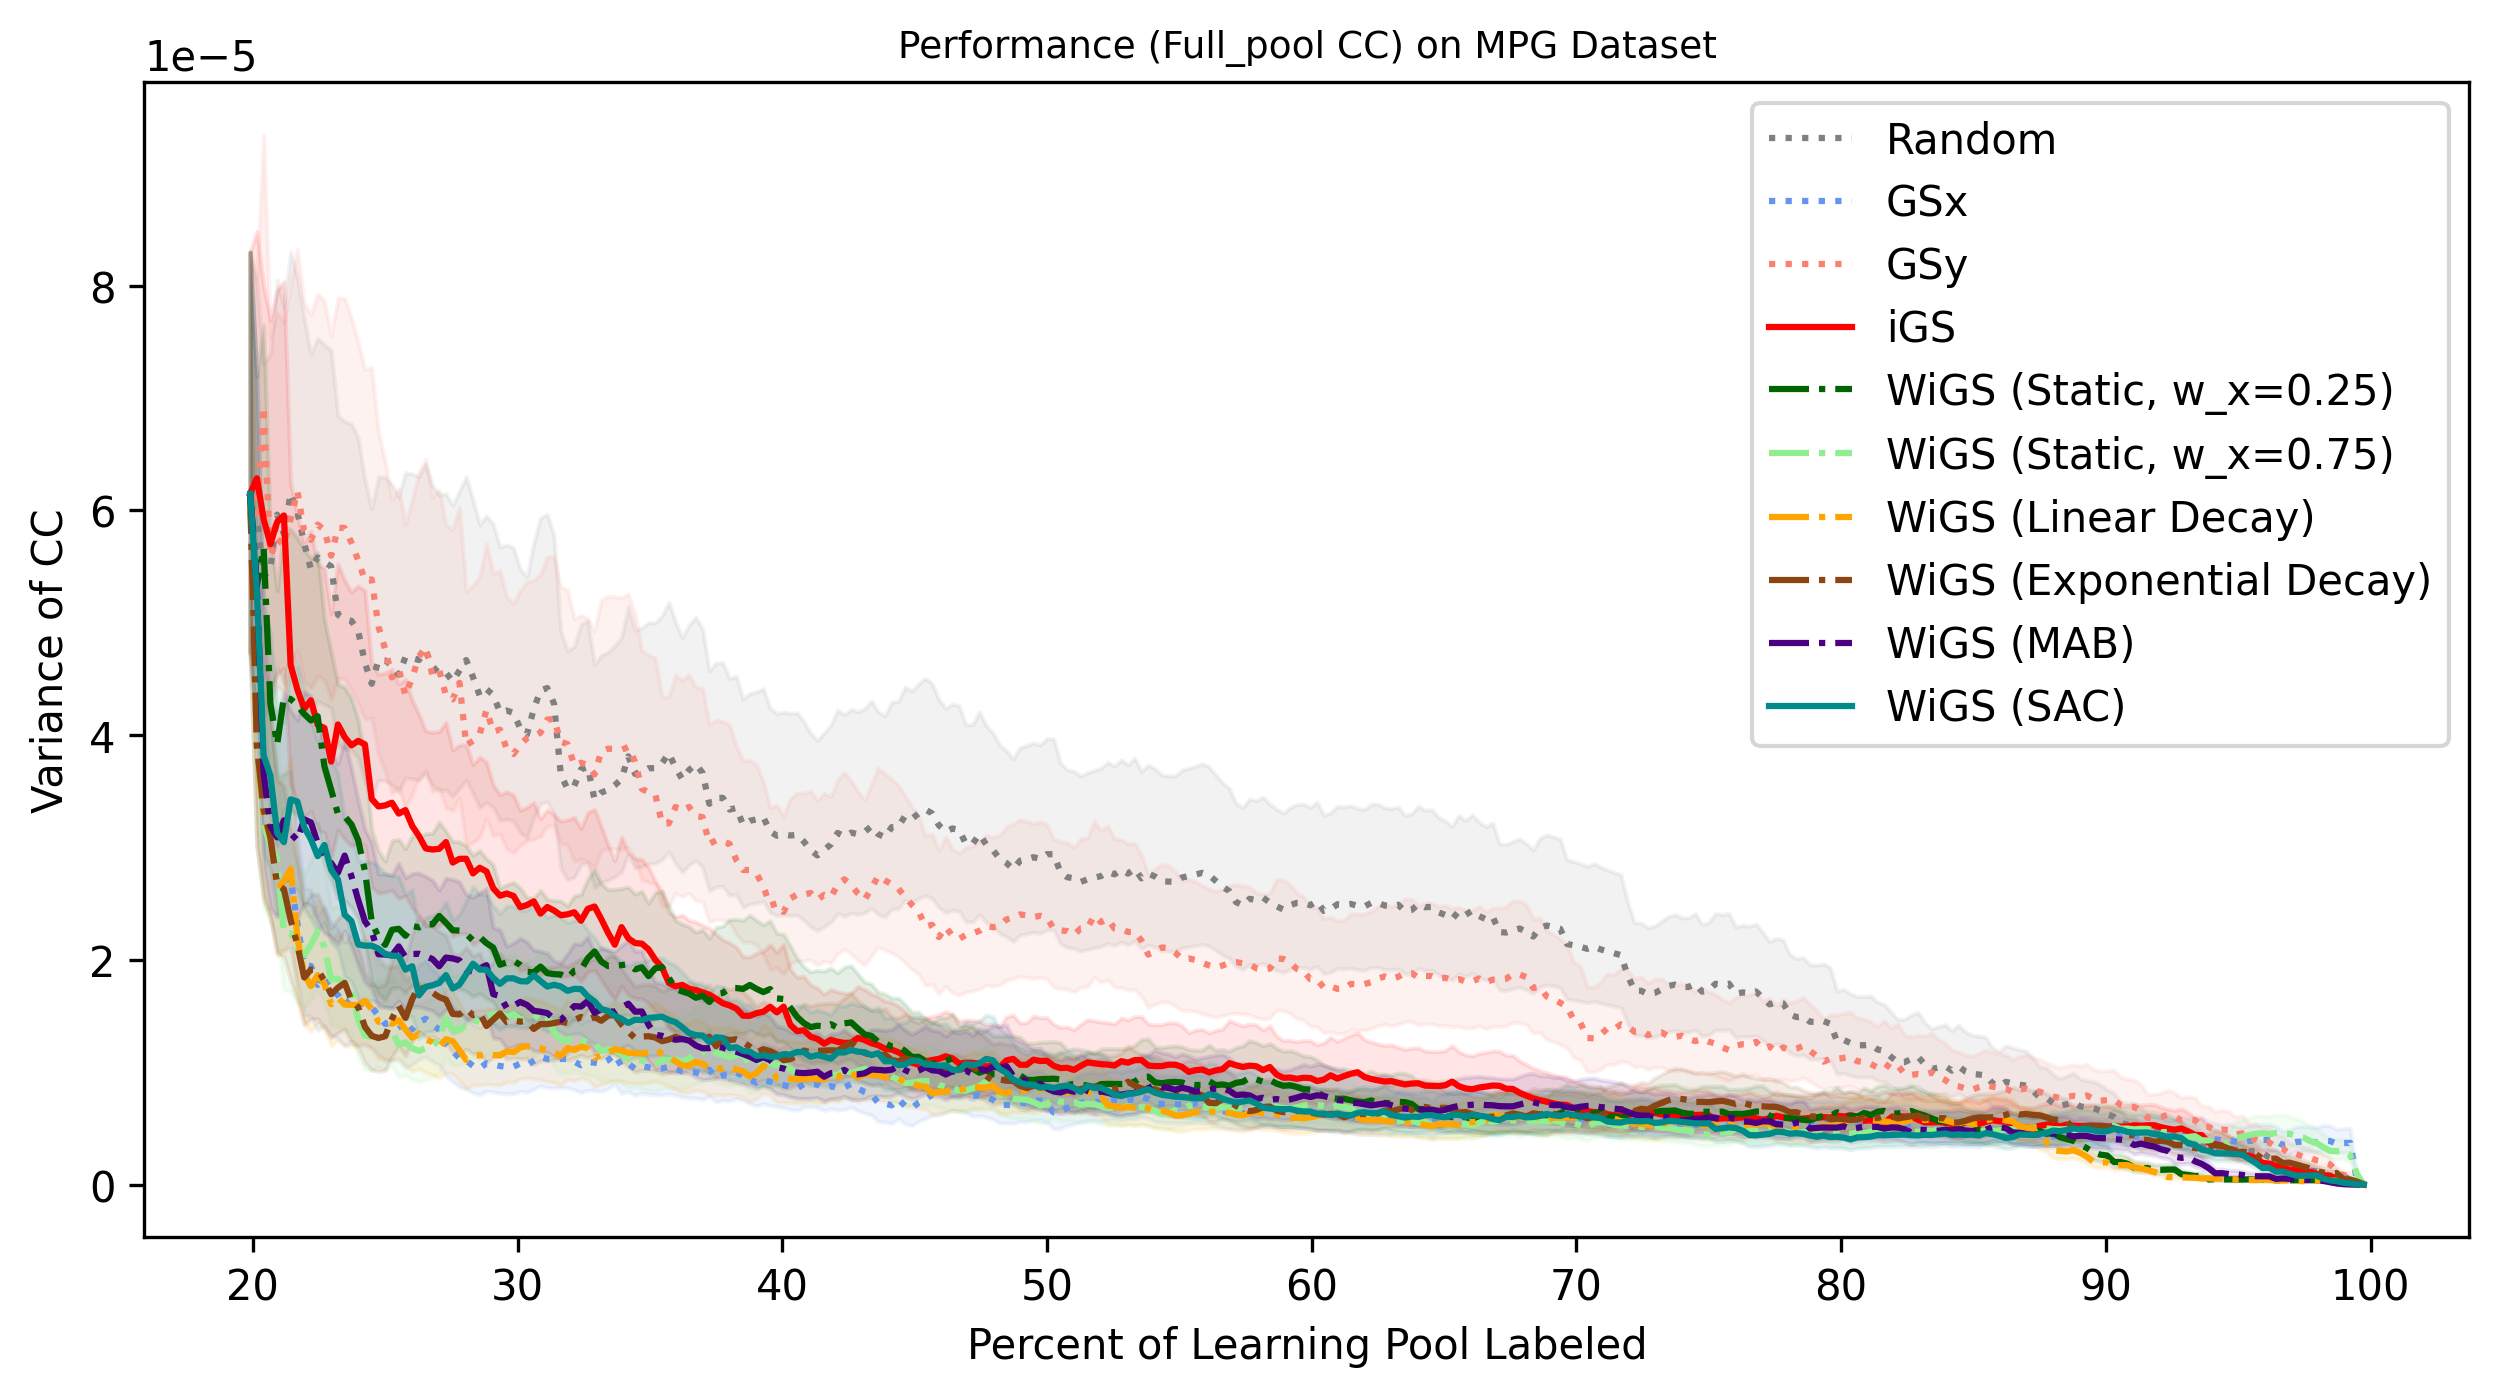 Performance (Full_pool CC) on MPG Dataset
1e−5
Variance of CC
8
6
4
2
0
20 30 40 50 60 70 80 90 100
Percent of Learning Pool Labeled
Random
GSx
GSy
iGS
WiGS (Static, w_x=0.25)
WiGS (Static, w_x=0.75)
WiGS (Linear Decay)
WiGS (Exponential Decay)
WiGS (MAB)
WiGS (SAC)